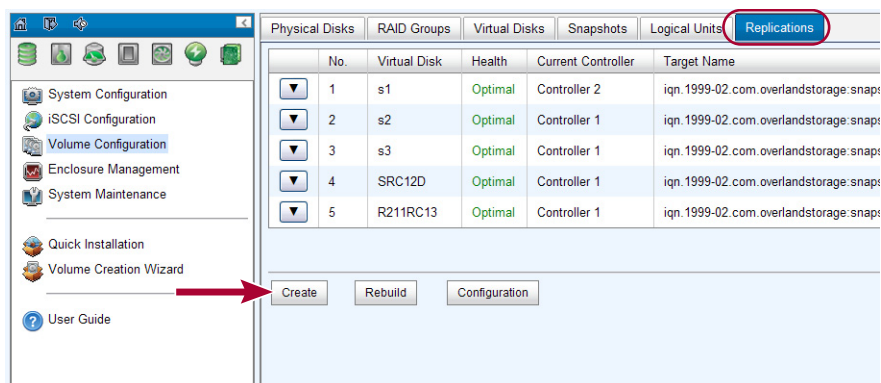 Physical Disks RAID Groups Virtual Disks Snapshots Logical Units Replications
System Configuration
iSCSI Configuration
Volume Configuration
Enclosure Management
System Maintenance
Quick Installation
Volume Creation Wizard
User Guide
No. Virtual Disk Health Current Controller Target Name
1 s1 Optimal Controller 2 iqn.1999-02.com.overlandstorage:snaps
2 s2 Optimal Controller 1 iqn.1999-02.com.overlandstorage:snaps
3 s3 Optimal Controller 1 iqn.1999-02.com.overlandstorage:snaps
4 SRC12D Optimal Controller 1 iqn.1999-02.com.overlandstorage:snaps
5 R211RC13 Optimal Controller 1 iqn.1999-02.com.overlandstorage:snaps
Create Rebuild Configuration